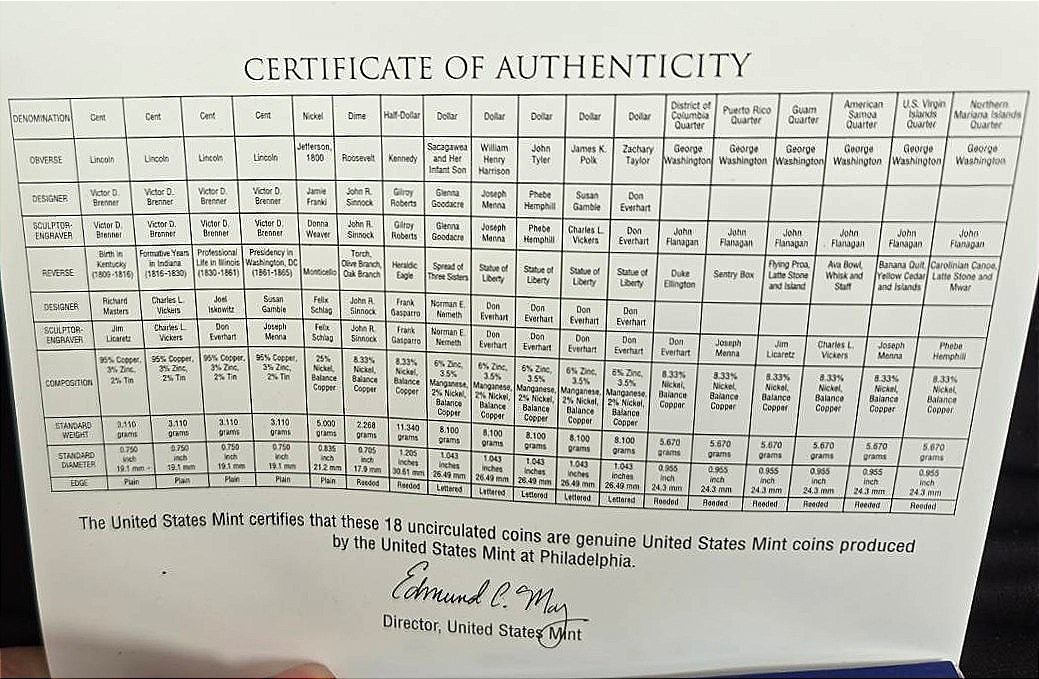 CERTIFICATE OF AUTHENTICITY
DENOMINATION Cent Cent Cent Cent Nickel Dime Half-Dollar Dollar Dollar Dollar Dollar Dollar District of Columbia Quarter Puerto Rico Quarter Guam Quarter American Samoa Quarter U.S. Virgin Islands Quarter Northern Mariana Islands Quarter
OBVERSE Lincoln Lincoln Lincoln Lincoln Jefferson, 1800 Roosevelt Kennedy Sacagawea and Her Infant Son William Henry Harrison John Tyler James K. Polk Zachary Taylor George Washington George Washington George Washington George Washington George Washington George Washington
DESIGNER Victor D. Brenner Victor D. Brenner Victor D. Brenner Victor D. Brenner Jamie Franki John R. Sinnock Gilroy Roberts Glenna Goodacre Joseph Menna Phebe Hemphill Susan Gamble Don Everhart
SCULPTOR-ENGRAVER Victor D. Brenner Victor D. Brenner Victor D. Brenner Victor D. Brenner Donna Weaver John R. Sinnock Gilroy Roberts Glenna Goodacre Joseph Menna Phebe Hemphill Charles L. Vickers Don Everhart John Flanagan John Flanagan John Flanagan John Flanagan John Flanagan John Flanagan
REVERSE Birth in Kentucky (1809-1816) Formative Years in Indiana (1816-1830) Professional Life in Illinois (1830-1861) Presidency in Washington, DC (1861-1865) Monticello Torch, Olive Branch, Oak Branch Heraldic Eagle Spread of Three Sisters Statue of Liberty Statue of Liberty Statue of Liberty Statue of Liberty Duke Ellington Sentry Box Flying Proa, Latte Stone and Island Ava Bowl, Whisk and Staff Banana Quit, Yellow Cedar and Islands Carolinian Canoe, Latte Stone and Mwar
DESIGNER Richard Masters Charles L. Vickers Joel Iskowitz Susan Gamble Felix Schlag John R. Sinnock Frank Gasparro Norman E. Nemeth Don Everhart Don Everhart Don Everhart Don Everhart
SCULPTOR-ENGRAVER Jim Licaretz Charles L. Vickers Don Everhart Joseph Menna Felix Schlag John R. Sinnock Frank Gasparro Norman E. Nemeth Don Everhart Don Everhart Don Everhart Don Everhart Don Everhart Joseph Menna Jim Licaretz Charles L. Vickers Joseph Menna Phebe Hemphill
COMPOSITION 95% Copper, 3% Zinc, 2% Tin 95% Copper, 3% Zinc, 2% Tin 95% Copper, 3% Zinc, 2% Tin 95% Copper, 3% Zinc, 2% Tin 25% Nickel, Balance Copper 8.33% Nickel, Balance Copper 8.33% Nickel, Balance Copper 6% Zinc, 3.5% Manganese, 2% Nickel, Balance Copper 6% Zinc, 3.5% Manganese, 2% Nickel, Balance Copper 6% Zinc, 3.5% Manganese, 2% Nickel, Balance Copper 6% Zinc, 3.5% Manganese, 2% Nickel, Balance Copper 6% Zinc, 3.5% Manganese, 2% Nickel, Balance Copper 8.33% Nickel, Balance Copper 8.33% Nickel, Balance Copper 8.33% Nickel, Balance Copper 8.33% Nickel, Balance Copper 8.33% Nickel, Balance Copper 8.33% Nickel, Balance Copper
STANDARD WEIGHT 3.110 grams 3.110 grams 3.110 grams 3.110 grams 5.000 grams 2.268 grams 11.340 grams 8.100 grams 8.100 grams 8.100 grams 8.100 grams 8.100 grams 5.670 grams 5.670 grams 5.670 grams 5.670 grams 5.670 grams 5.670 grams
STANDARD DIAMETER 0.750 inch 19.1 mm 0.750 inch 19.1 mm 0.750 inch 19.1 mm 0.750 inch 19.1 mm 0.835 inch 21.2 mm 0.705 inch 17.9 mm 1.205 inches 30.61 mm 1.043 inches 26.49 mm 1.043 inches 26.49 mm 1.043 inches 26.49 mm 1.043 inches 26.49 mm 1.043 inches 26.49 mm 0.955 inch 24.3 mm 0.955 inch 24.3 mm 0.955 inch 24.3 mm 0.955 inch 24.3 mm 0.955 inch 24.3 mm 0.955 inch 24.3 mm
EDGE Plain Plain Plain Plain Plain Reeded Reeded Lettered Lettered Lettered Lettered Lettered Reeded Reeded Reeded Reeded Reeded Reeded
The United States Mint certifies that these 18 uncirculated coins are genuine United States Mint coins produced
by the United States Mint at Philadelphia.
Edmund C. Moy
Director, United States Mint